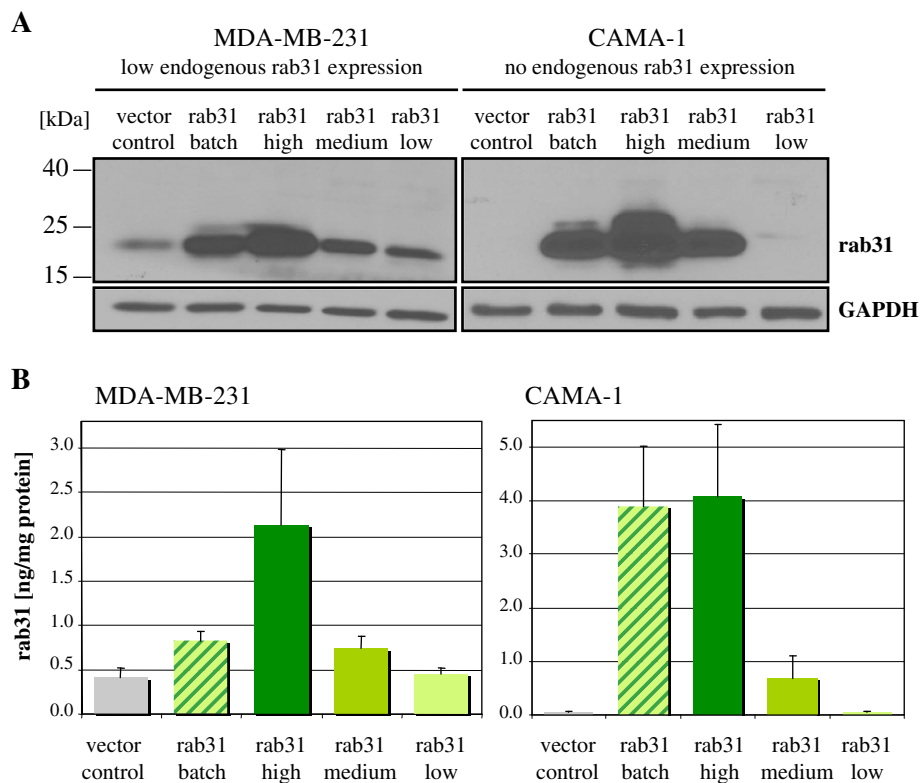 A
MDA-MB-231
low endogenous rab31 expression
CAMA-1
no endogenous rab31 expression
[kDa]
vector control
rab31 batch
rab31 high
rab31 medium
rab31 low
vector control
rab31 batch
rab31 high
rab31 medium
rab31 low
40
25
15
rab31
GAPDH
B
MDA-MB-231
CAMA-1
rab31 [ng/mg protein]
3.0
2.5
2.0
1.5
1.0
0.5
0.0
5.0
4.0
3.0
2.0
1.0
0.0
vector control
rab31 batch
rab31 high
rab31 medium
rab31 low
vector control
rab31 batch
rab31 high
rab31 medium
rab31 low